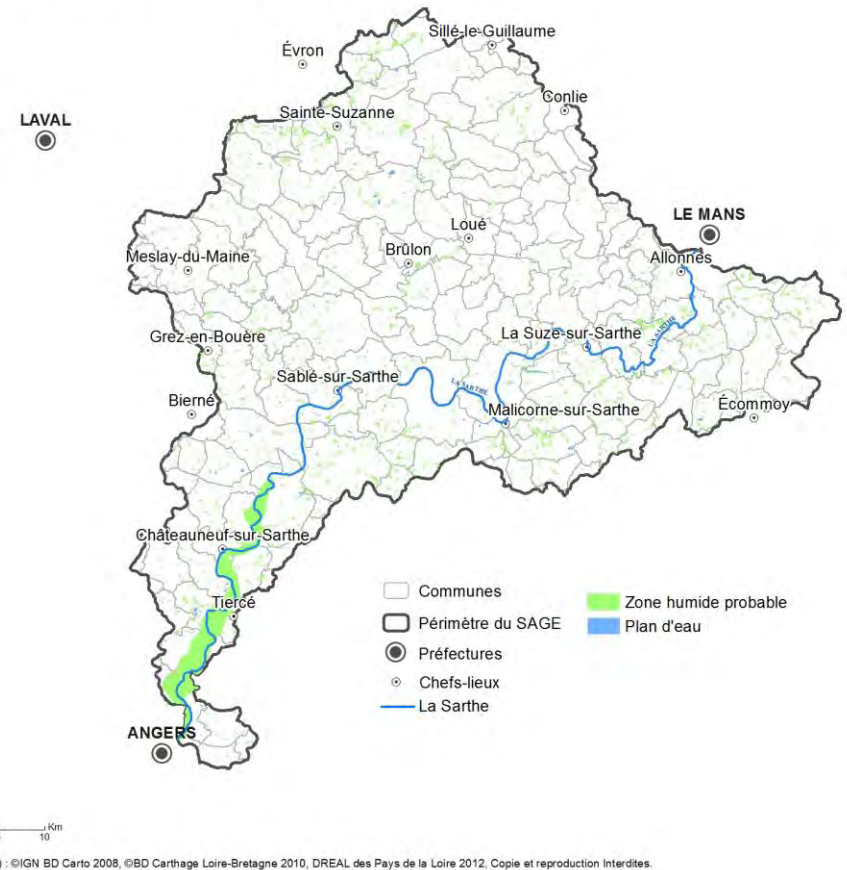 Sillé-le-Guillaume
Évron
Conlie
LAVAL
Sainte-Suzanne
LE MANS
Loué
Allonnes
Brûlon
Meslay-du-Maine
LA SARTHE
La Suze-sur-Sarthe
Grez-en-Bouère
Sablé-sur-Sarthe
LA SARTHE
Bierné
Malicorne-sur-Sarthe
Écommoy
Châteauneuf-sur-Sarthe
Tiercé
Communes
Périmètre du SAGE
Préfectures
Chefs-lieux
La Sarthe
Zone humide probable
Plan d'eau
ANGERS
Km
10
) : ©IGN BD Carto 2008, ©BD Carthage Loire-Bretagne 2010, DREAL des Pays de la Loire 2012, Copie et reproduction Interdites.